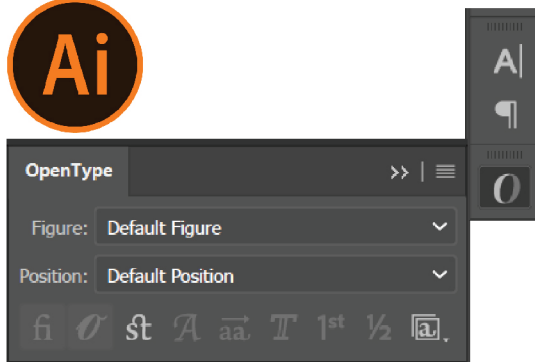 Ai
A
¶
O
OpenType
Figure: Default Figure
Position: Default Position
fi O st A aa T 1st ½ a